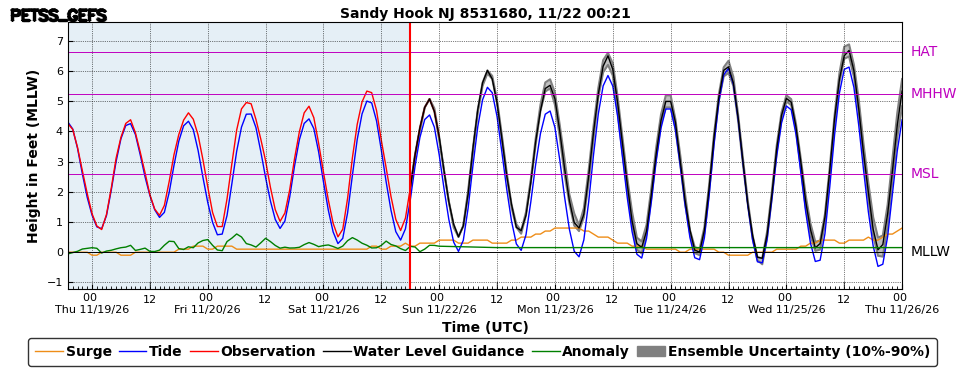 PETSS_GEFS
Sandy Hook NJ 8531680, 11/22 00:21
Height in Feet (MLLW)
7
6
5
4
3
2
1
0
−1
HAT
MHHW
MSL
MLLW
00 12 00 12 00 12 00 12 00 12 00 12 00 12 00
Thu 11/19/26 Fri 11/20/26 Sat 11/21/26 Sun 11/22/26 Mon 11/23/26 Tue 11/24/26 Wed 11/25/26 Thu 11/26/26
Time (UTC)
Surge Tide Observation Water Level Guidance Anomaly Ensemble Uncertainty (10%-90%)